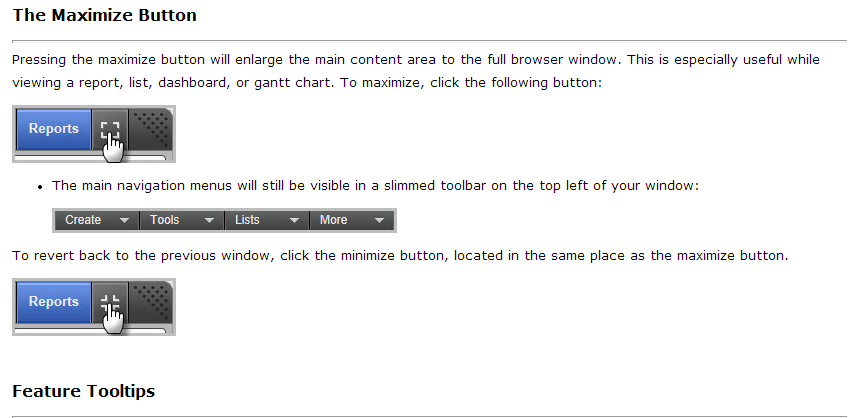 The Maximize Button
Pressing the maximize button will enlarge the main content area to the full browser window. This is especially useful while
viewing a report, list, dashboard, or gantt chart. To maximize, click the following button:
Reports
• The main navigation menus will still be visible in a slimmed toolbar on the top left of your window:
Create Tools Lists More
To revert back to the previous window, click the minimize button, located in the same place as the maximize button.
Reports
Feature Tooltips